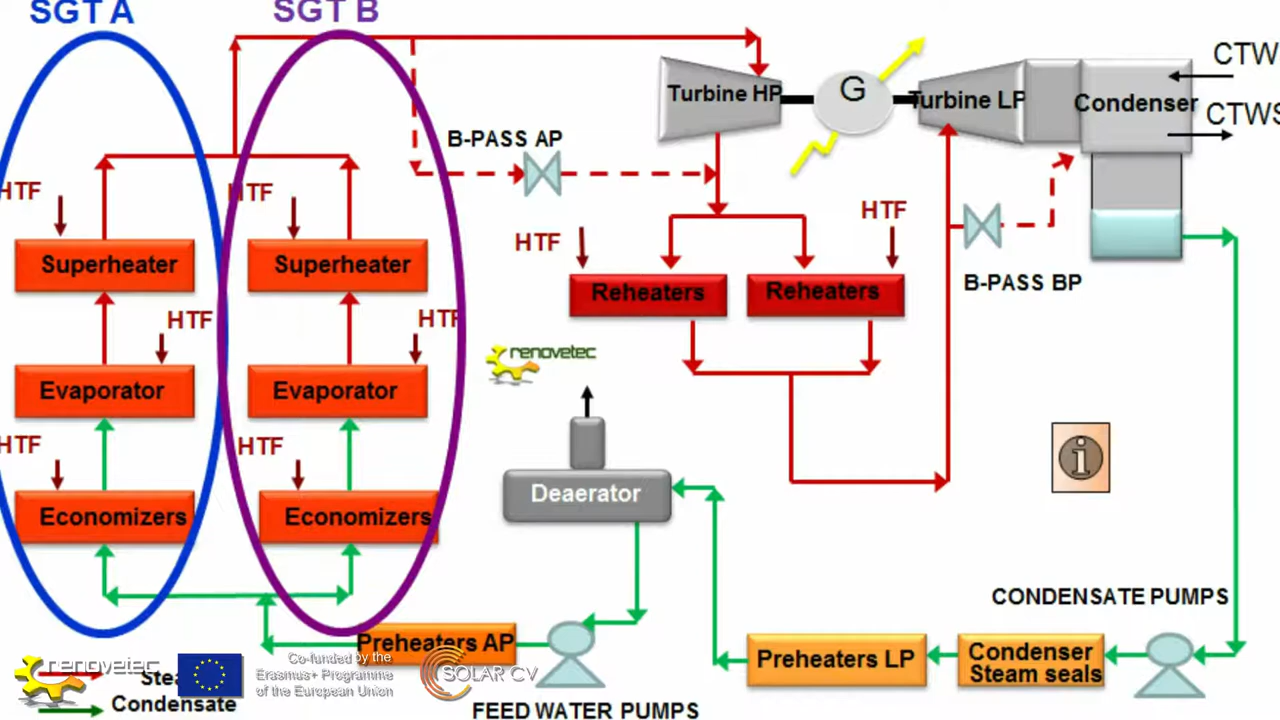 SGT A
SGT B
CTW
Turbine HP
G
Turbine LP
Condenser
CTWS
B-PASS AP
HTF
HTF
HTF
HTF
Superheater
Superheater
Reheaters
Reheaters
B-PASS BP
HTF
HTF
renovetec
Evaporator
Evaporator
HTF
HTF
Deaerator
i
Economizers
Economizers
CONDENSATE PUMPS
Preheaters AP
Preheaters LP
Condenser
Steam seals
renovetec
Co-funded by the
Erasmus+ Programme
of the European Union
SOLAR CV
Condensate
FEED WATER PUMPS